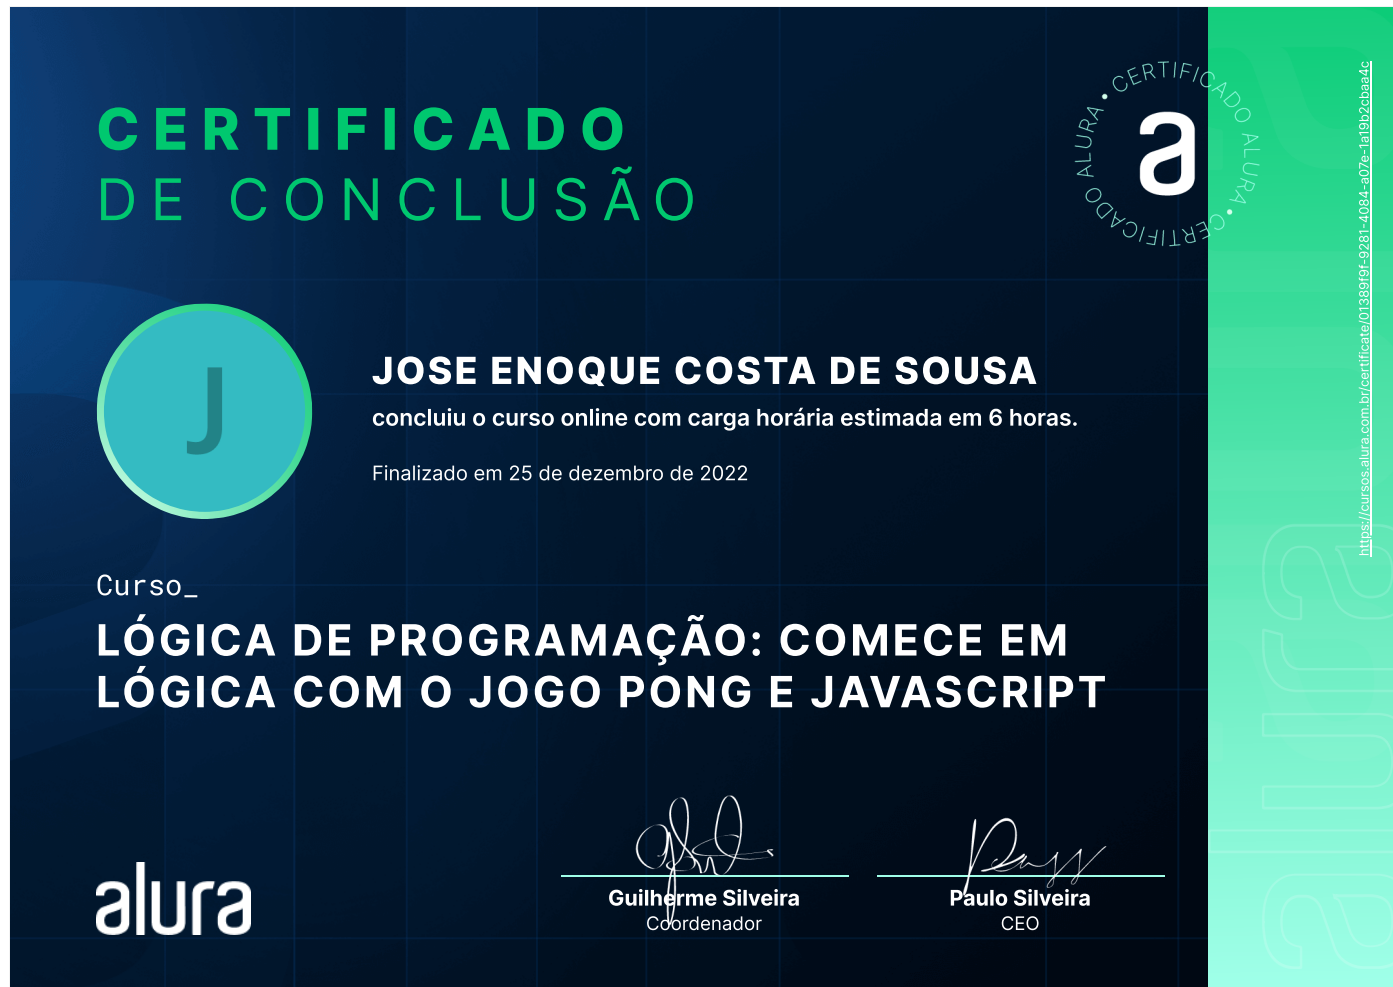 CERTIFICADO
DE CONCLUSÃO
CERTIFICADO ALURA • CERTIFICADO ALURA •
a
https://cursos.alura.com.br/certificate/01389f9f-9281-4084-a07e-1a19b2cbaa4c
J
JOSE ENOQUE COSTA DE SOUSA
concluiu o curso online com carga horária estimada em 6 horas.
Finalizado em 25 de dezembro de 2022
Curso_
LÓGICA DE PROGRAMAÇÃO: COMECE EM
LÓGICA COM O JOGO PONG E JAVASCRIPT
alura
Guilherme Silveira
Coordenador
Paulo Silveira
CEO
alura